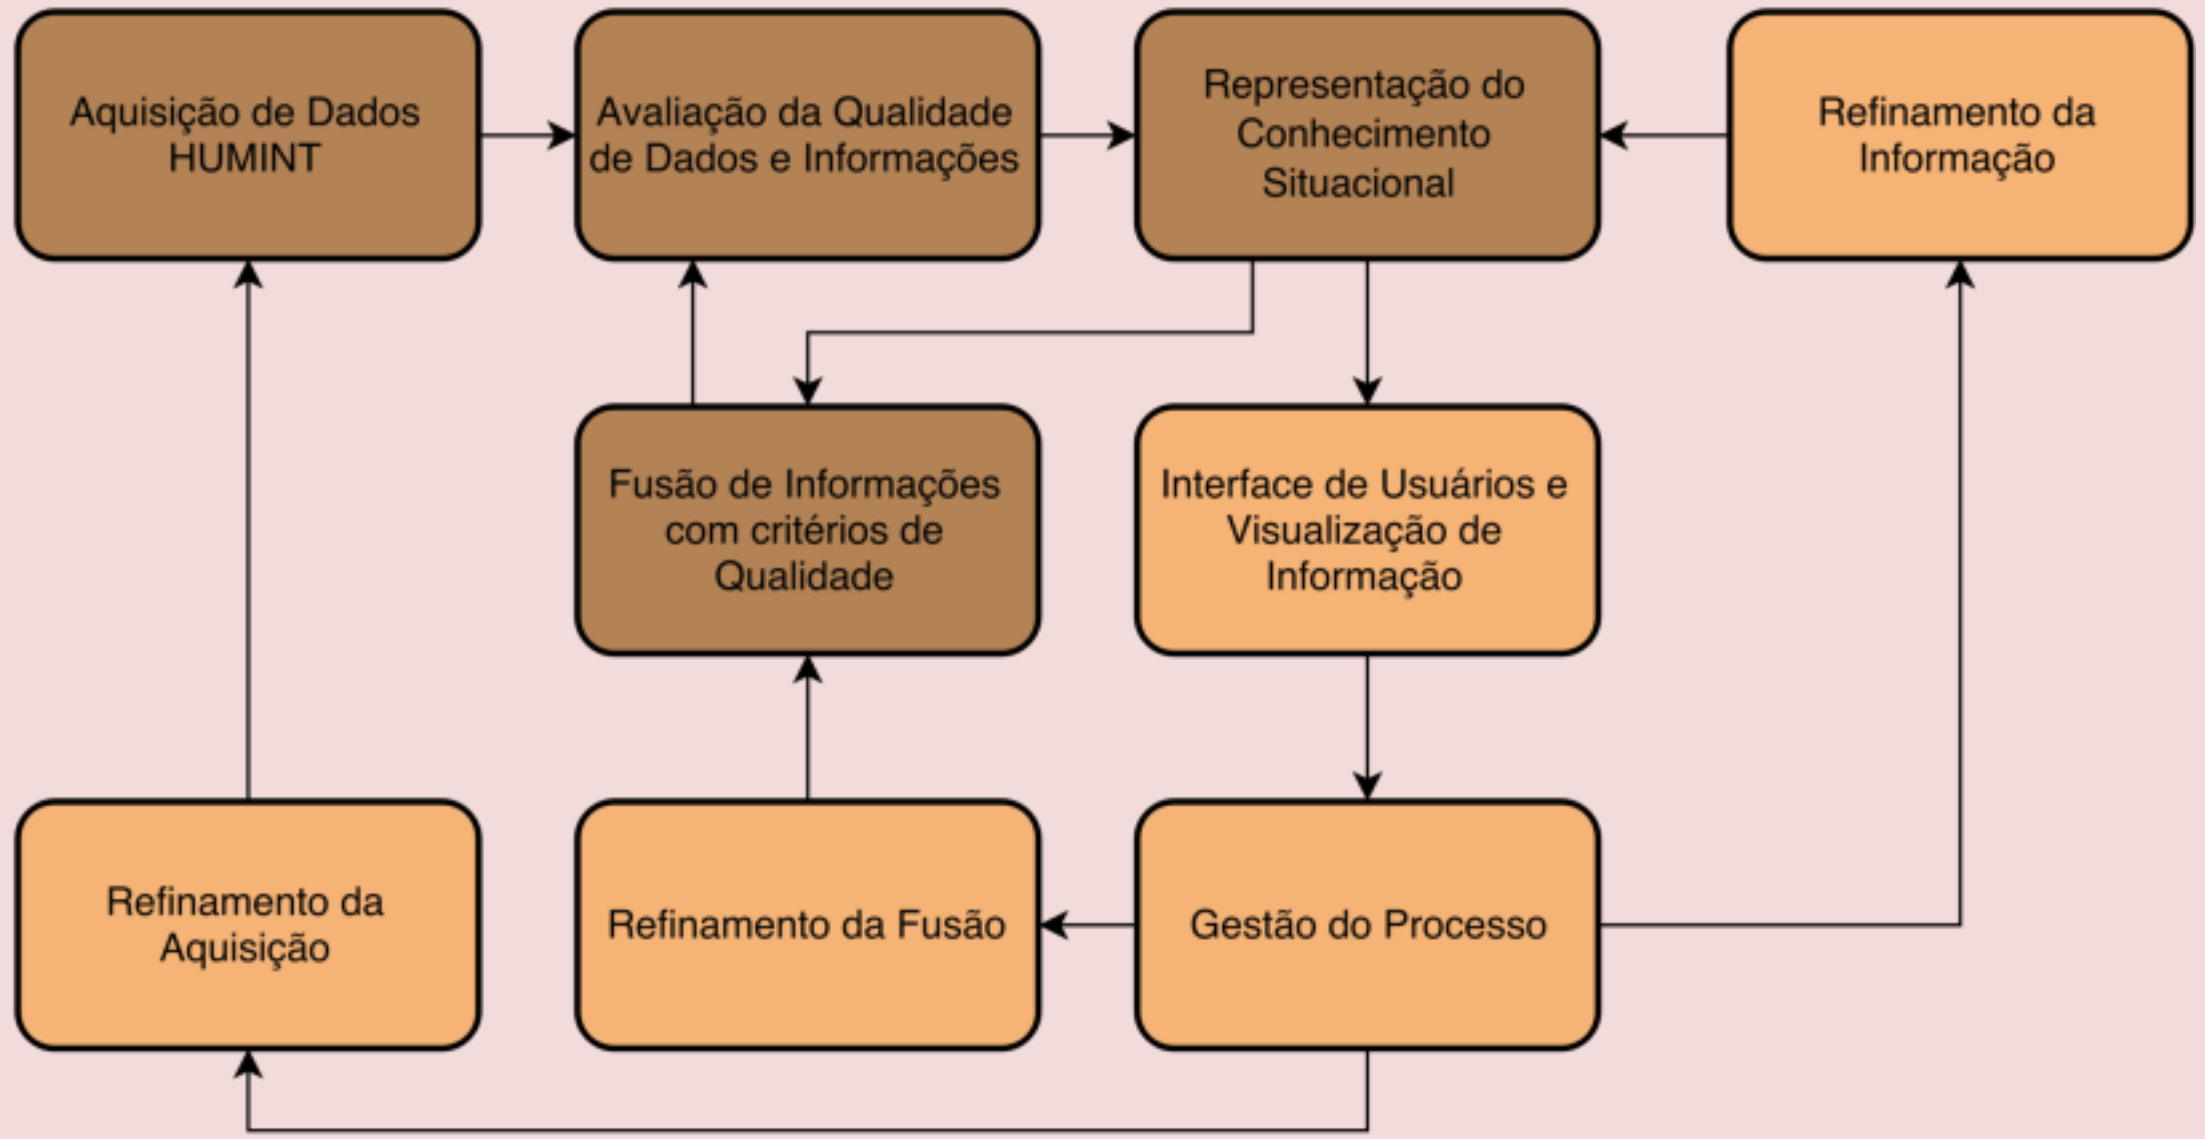 Aquisição de Dados
HUMINT
Avaliação da Qualidade
de Dados e Informações
Representação do
Conhecimento
Situacional
Refinamento da
Informação
Fusão de Informações
com critérios de
Qualidade
Interface de Usuários e
Visualização de
Informação
Refinamento da
Aquisição
Refinamento da Fusão
Gestão do Processo